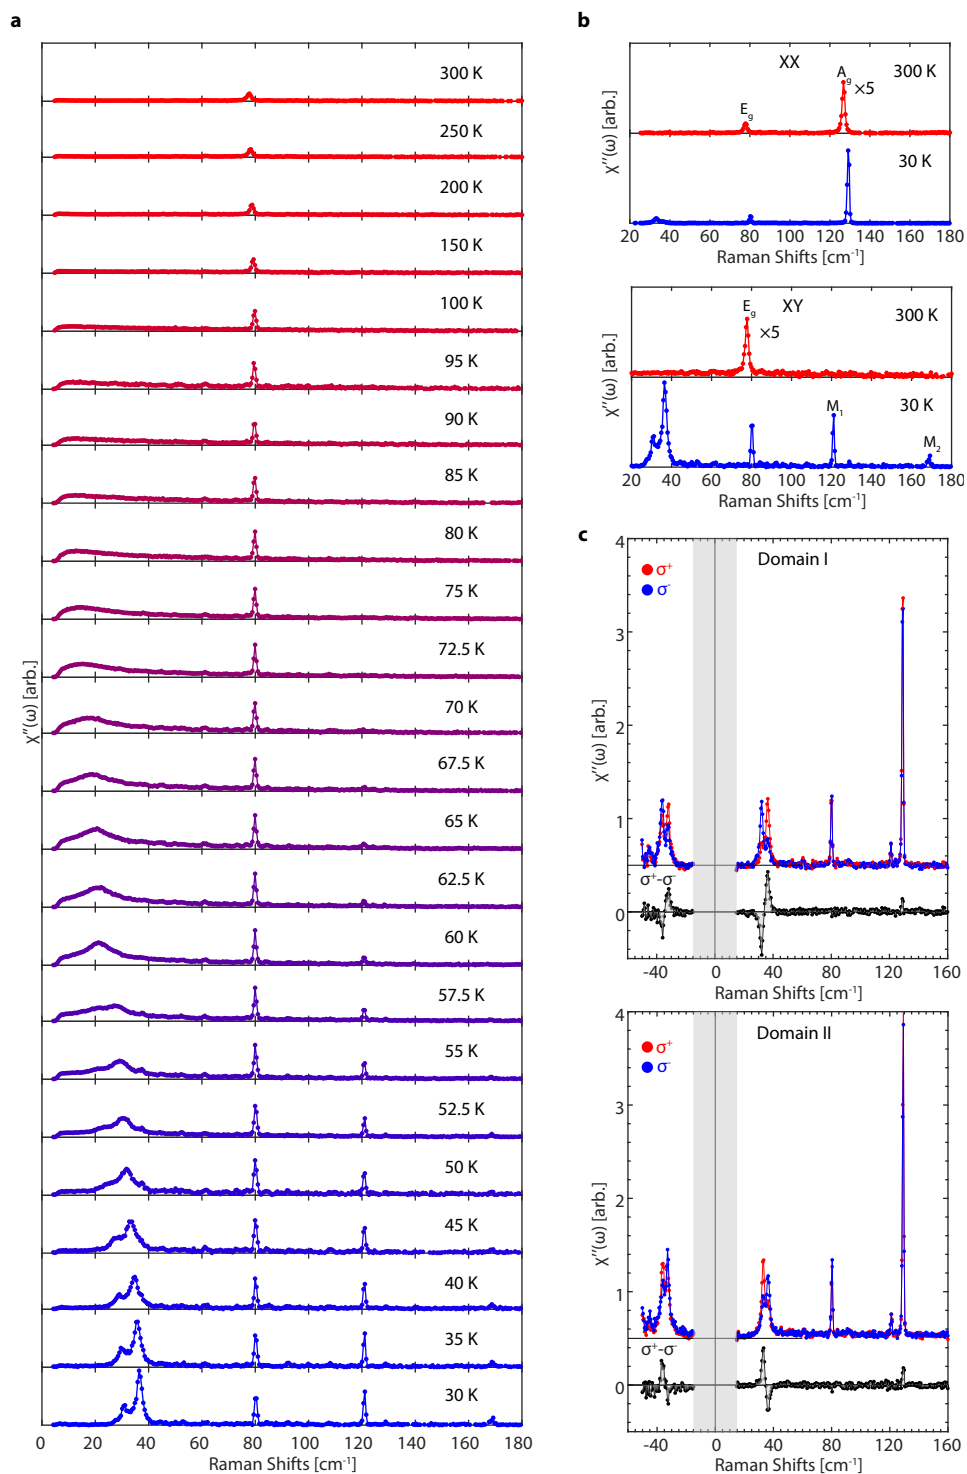 a
300 K
250 K
200 K
150 K
100 K
95 K
90 K
85 K
80 K
75 K
72.5 K
70 K
67.5 K
65 K
62.5 K
60 K
57.5 K
55 K
52.5 K
50 K
45 K
40 K
35 K
30 K
χ′′(ω) [arb.]
0 20 40 60 80 100 120 140 160 180
Raman Shifts [cm⁻¹]
b
XX
300 K
E_g
A_g ×5
30 K
χ′′(ω) [arb.]
20 40 60 80 100 120 140 160 180
Raman Shifts [cm⁻¹]
XY
300 K
E_g
×5
30 K
M₁
M₂
χ′′(ω) [arb.]
20 40 60 80 100 120 140 160 180
Raman Shifts [cm⁻¹]
c
Domain I
σ⁺
σ⁻
4
3
2
1
0
χ′′(ω) [arb.]
σ⁺-σ⁻
-40 0 40 80 120 160
Raman Shifts [cm⁻¹]
Domain II
σ⁺
σ⁻
4
3
2
1
0
χ′′(ω) [arb.]
σ⁺-σ⁻
-40 0 40 80 120 160
Raman Shifts [cm⁻¹]